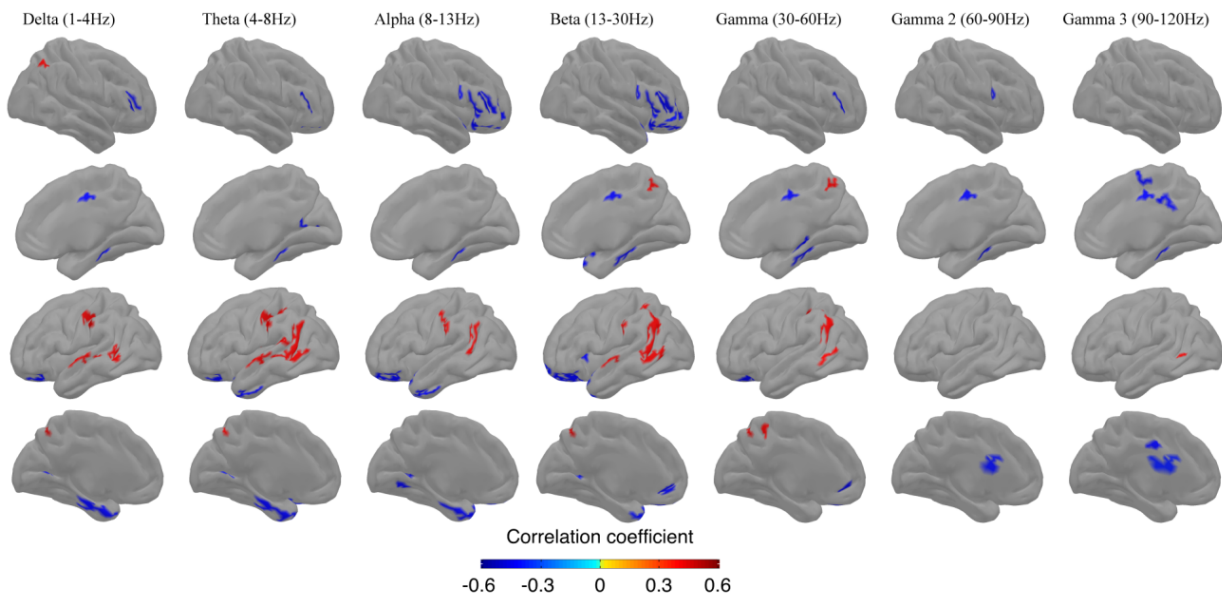 Delta (1-4Hz) Theta (4-8Hz) Alpha (8-13Hz) Beta (13-30Hz) Gamma (30-60Hz) Gamma 2 (60-90Hz) Gamma 3 (90-120Hz)
Correlation coefficient
-0.6 -0.3 0 0.3 0.6